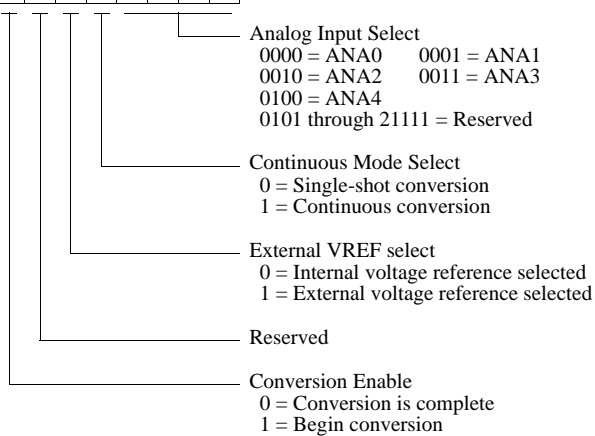 Analog Input Select
0000 = ANA0 0001 = ANA1
0010 = ANA2 0011 = ANA3
0100 = ANA4
0101 through 21111 = Reserved
Continuous Mode Select
0 = Single-shot conversion
1 = Continuous conversion
External VREF select
0 = Internal voltage reference selected
1 = External voltage reference selected
Reserved
Conversion Enable
0 = Conversion is complete
1 = Begin conversion